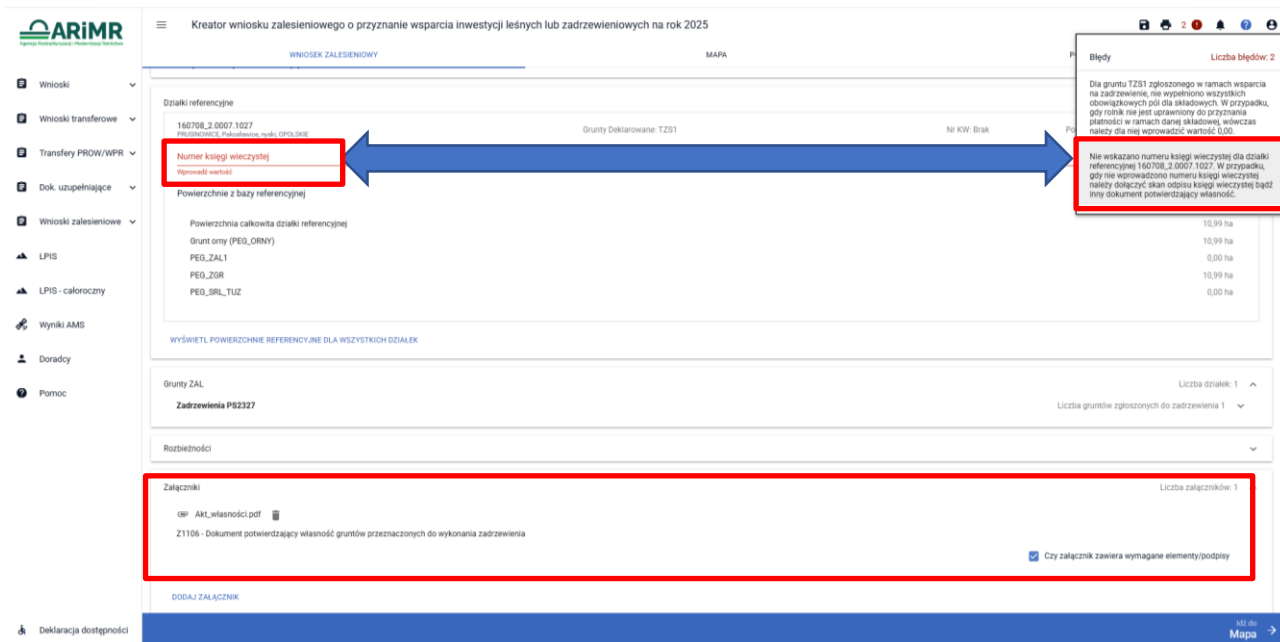 ARiMR
Agencja Restrukturyzacji i Modernizacji Rolnictwa
Kreator wniosku zalesieniowego o przyznanie wsparcia inwestycji leśnych lub zadrzewieniowych na rok 2025
2
WNIOSEK ZALESIENIOWY
MAPA
P
Wnioski
Wnioski transferowe
Transfery PROW/WPR
Dok. uzupełniające
Wnioski zalesieniowe
LPIS
LPIS - całoroczny
Wyniki AMS
Doradcy
Pomoc
Deklaracja dostępności
Działki referencyjne
160708_2.0007.1027
PRUSINOWICE, Pakosławice, nyski, OPOLSKIE
Grunty Deklarowane: TZS1
Nr KW: Brak
Po
Numer księgi wieczystej
Wprowadź wartość
Powierzchnie z bazy referencyjnej
Powierzchnia całkowita działki referencyjnej
10,99 ha
Grunt orny (PEG_ORNY)
10,99 ha
PEG_ZAL1
0,00 ha
PEG_ZGR
10,99 ha
PEG_SRL_TUZ
0,00 ha
WYŚWIETL POWIERZCHNIE REFERENCYJNE DLA WSZYSTKICH DZIAŁEK
Błędy
Liczba błędów: 2
Dla gruntu TZS1 zgłoszonego w ramach wsparcia
na zadrzewienie, nie wypełniono wszystkich
obowiązkowych pól dla składowych. W przypadku,
gdy rolnik nie jest uprawniony do przyznania
płatności w ramach danej składowej, wówczas
należy dla niej wprowadzić wartość 0,00.
Nie wskazano numeru księgi wieczystej dla działki
referencyjnej 160708_2.0007.1027. W przypadku,
gdy nie wprowadzono numeru księgi wieczystej
należy dołączyć skan odpisu księgi wieczystej bądź
inny dokument potwierdzający własność.
Grunty ZAL
Liczba działek: 1
Zadrzewienia PS2327
Liczba gruntów zgłoszonych do zadrzewienia 1
Rozbieżności
Załączniki
Liczba załączników: 1
Akt_własności.pdf
Z1106 - Dokument potwierdzający własność gruntów przeznaczonych do wykonania zadrzewienia
Czy załącznik zawiera wymagane elementy/podpisy
DODAJ ZAŁĄCZNIK
Idź do
Mapa